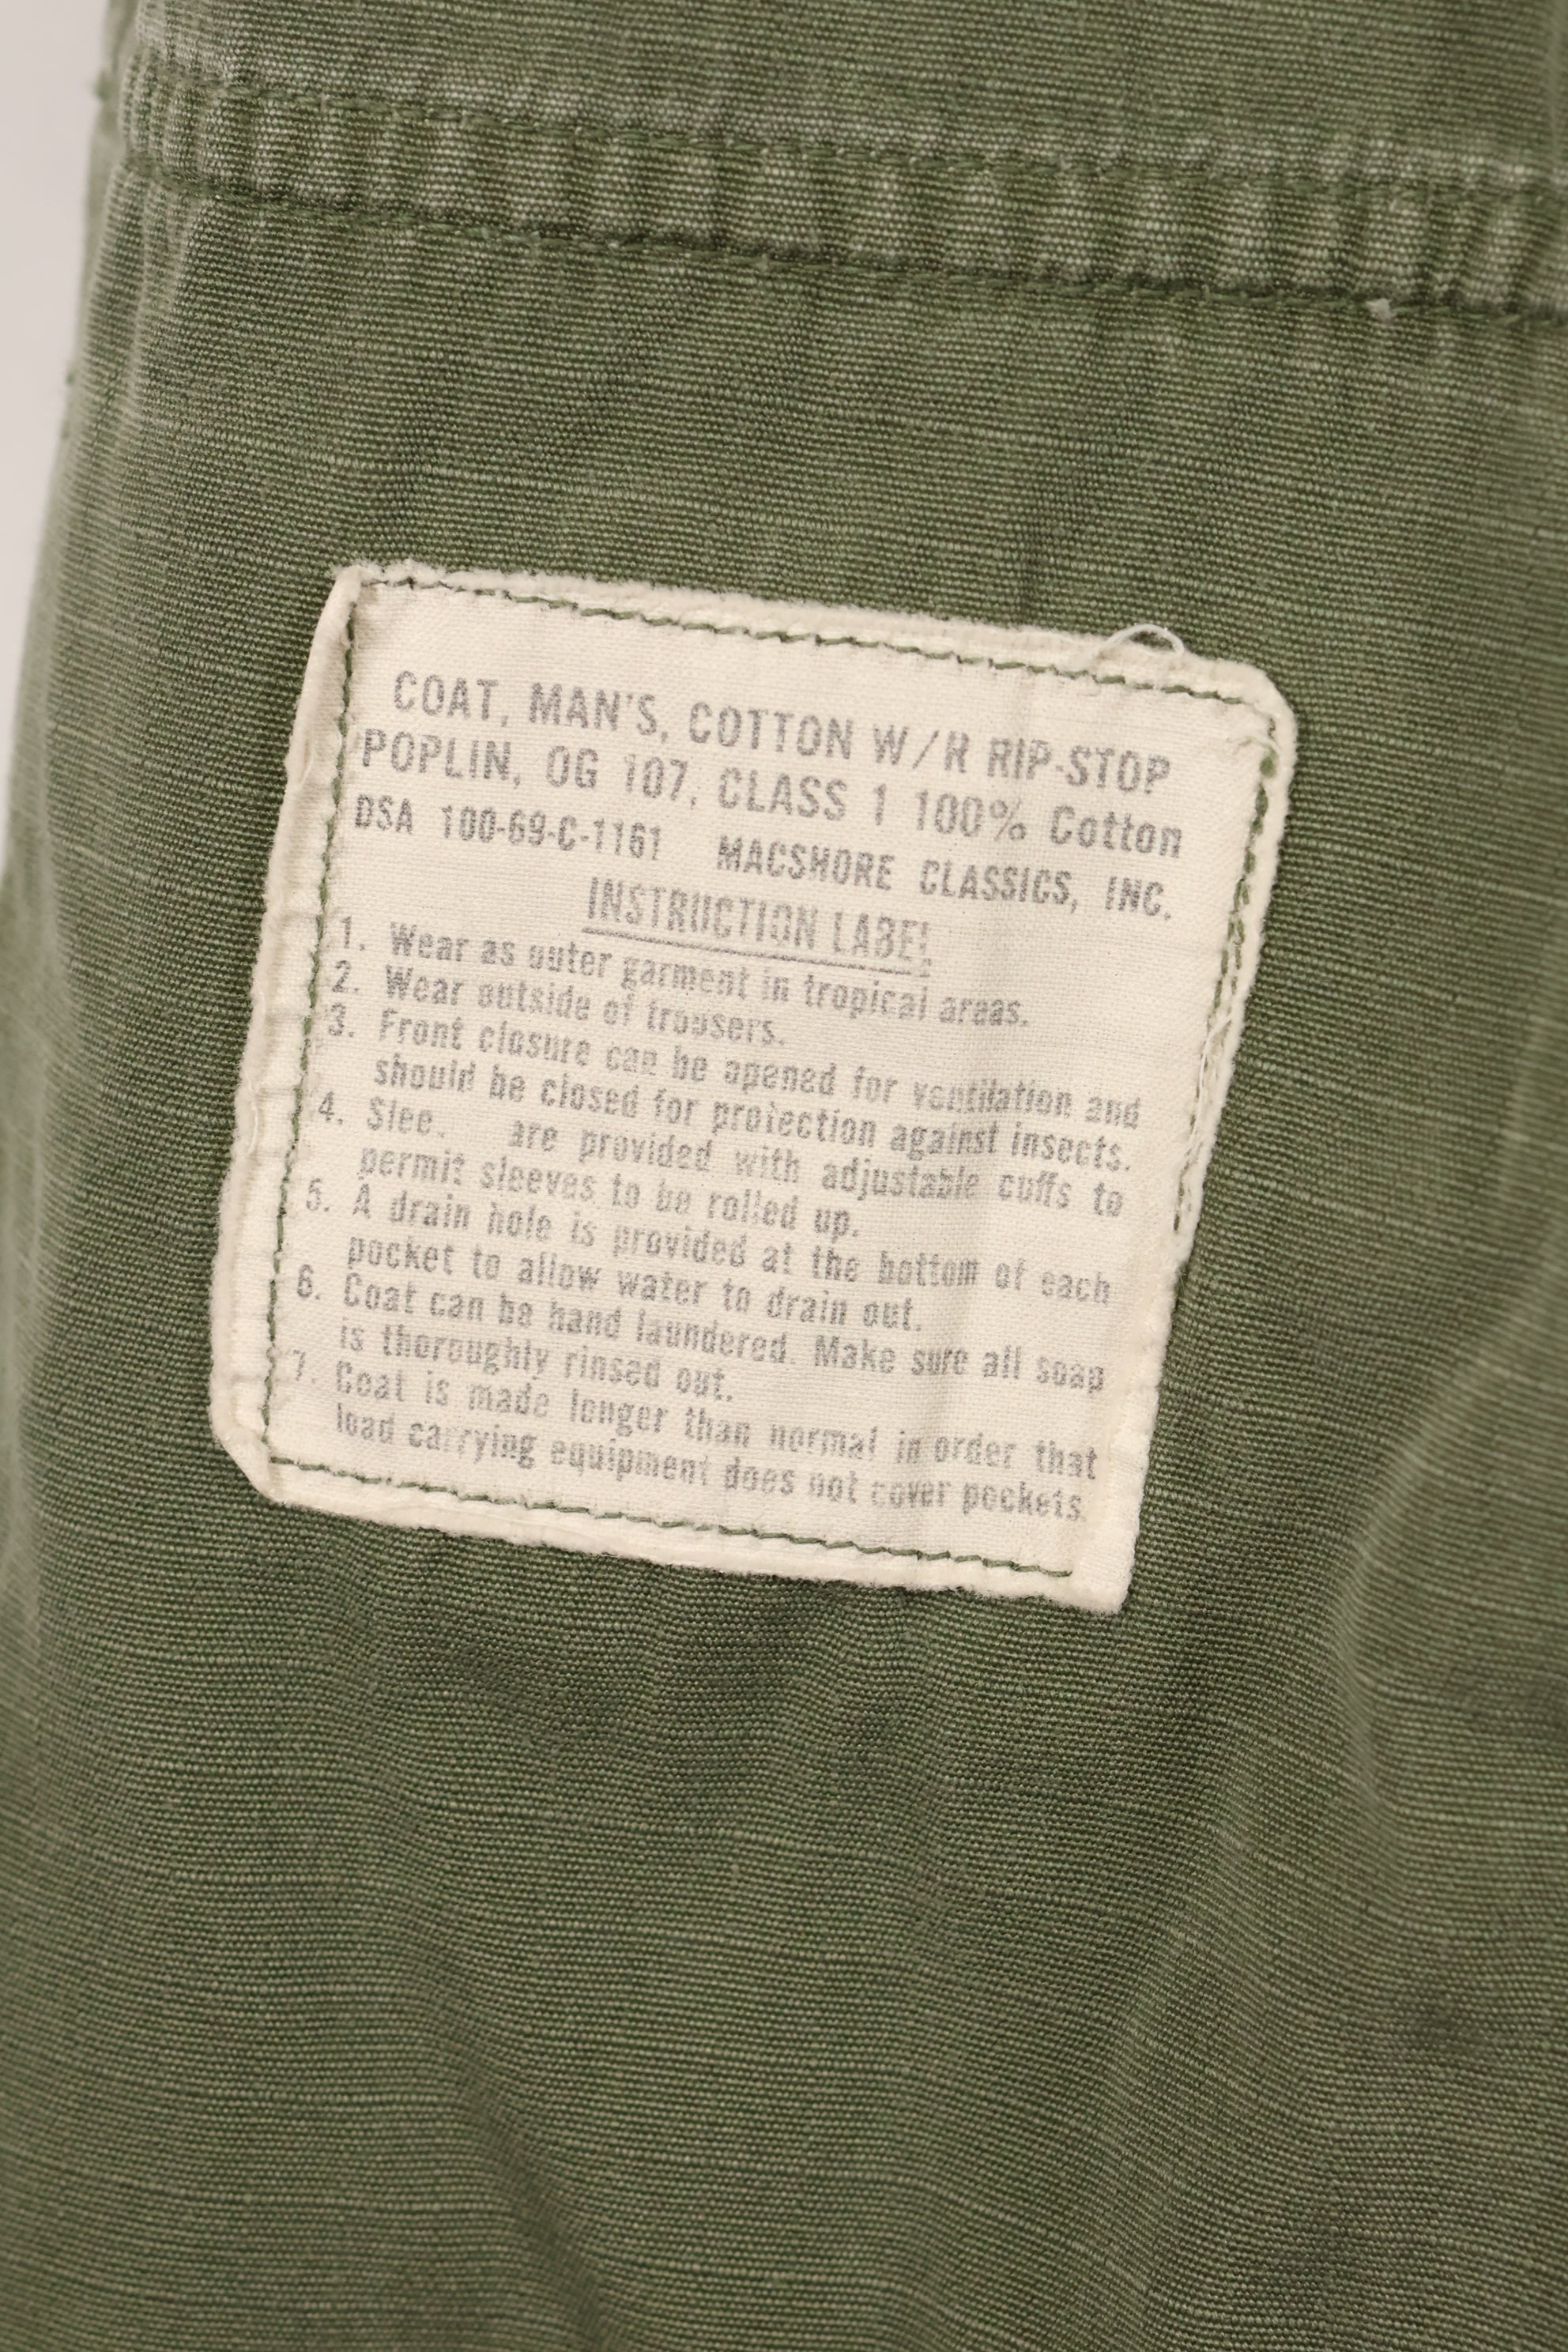 COAT, MAN'S, COTTON W/R RIP-STOP
POPLIN, OG 107, CLASS 1 100% Cotton
DSA 100-69-C-1161 MACSHORE CLASSICS, INC.
INSTRUCTION LABEL
1. Wear as outer garment in tropical areas.
2. Wear outside of trousers.
3. Front closure can be opened for ventilation and
should be closed for protection against insects.
4. Slee. are provided with adjustable cuffs to
permit sleeves to be rolled up.
5. A drain hole is provided at the bottom of each
pocket to allow water to drain out.
6. Coat can be hand laundered. Make sure all soap
is thoroughly rinsed out.
7. Coat is made longer than normal in order that
load carrying equipment does not cover pockets.